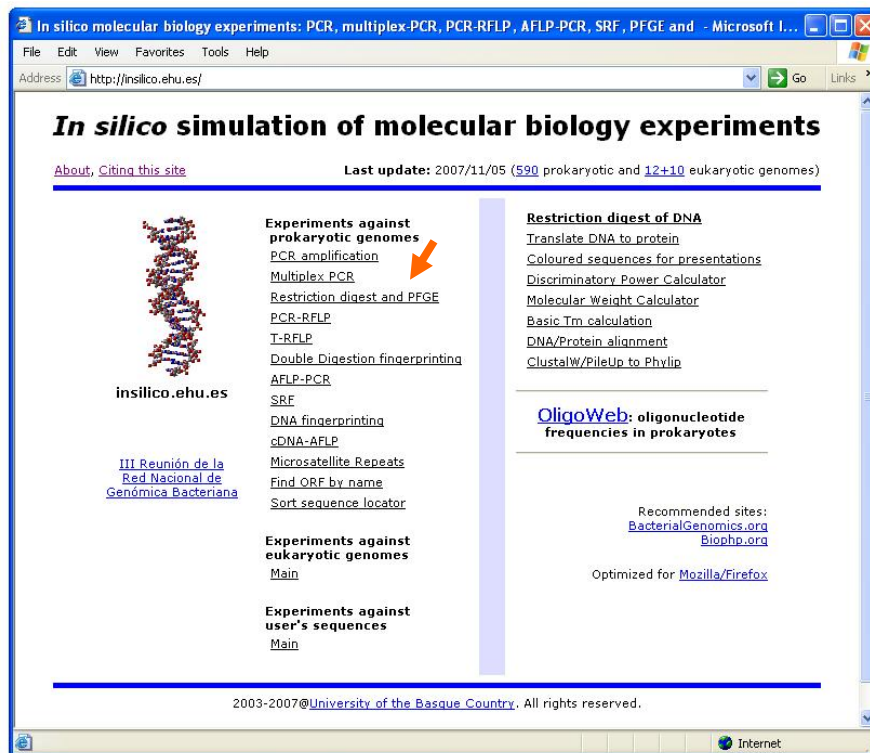 In silico molecular biology experiments: PCR, multiplex-PCR, PCR-RFLP, AFLP-PCR, SRF, PFGE and - Microsoft I...
File Edit View Favorites Tools Help
Address http://insilico.ehu.es/ Go Links
In silico simulation of molecular biology experiments
About, Citing this site Last update: 2007/11/05 (590 prokaryotic and 12+10 eukaryotic genomes)
insilico.ehu.es
III Reunión de la
Red Nacional de
Genómica Bacteriana
Experiments against
prokaryotic genomes
PCR amplification
Multiplex PCR
Restriction digest and PFGE
PCR-RFLP
T-RFLP
Double Digestion fingerprinting
AFLP-PCR
SRF
DNA fingerprinting
cDNA-AFLP
Microsatellite Repeats
Find ORF by name
Sort sequence locator
Experiments against
eukaryotic genomes
Main
Experiments against
user's sequences
Main
Restriction digest of DNA
Translate DNA to protein
Coloured sequences for presentations
Discriminatory Power Calculator
Molecular Weight Calculator
Basic Tm calculation
DNA/Protein alignment
ClustalW/PileUp to Phylip
OligoWeb: oligonucleotide
frequencies in prokaryotes
Recommended sites:
BacterialGenomics.org
Biophp.org
Optimized for Mozilla/Firefox
2003-2007@University of the Basque Country. All rights reserved.
Internet